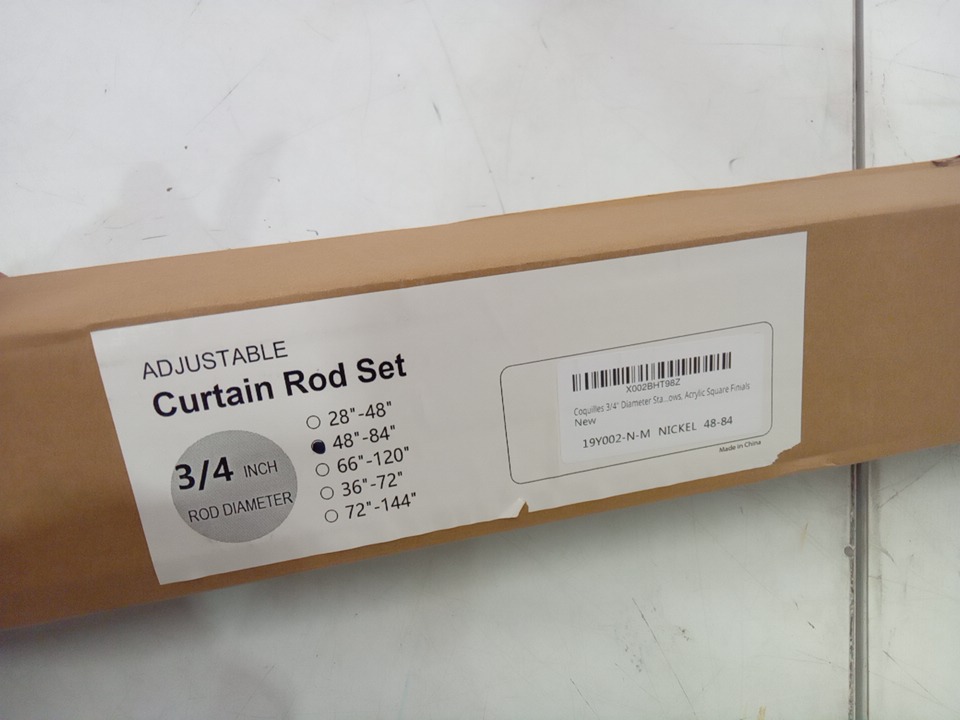 ADJUSTABLE
Curtain Rod Set
3/4 INCH
ROD DIAMETER
28"-48"
48"-84"
66"-120"
36"-72"
72"-144"
X002BHT98Z
Coquilles 3/4" Diameter Sta...ows, Acrylic Square Finials
New
19Y002-N-M NICKEL 48-84
Made in China